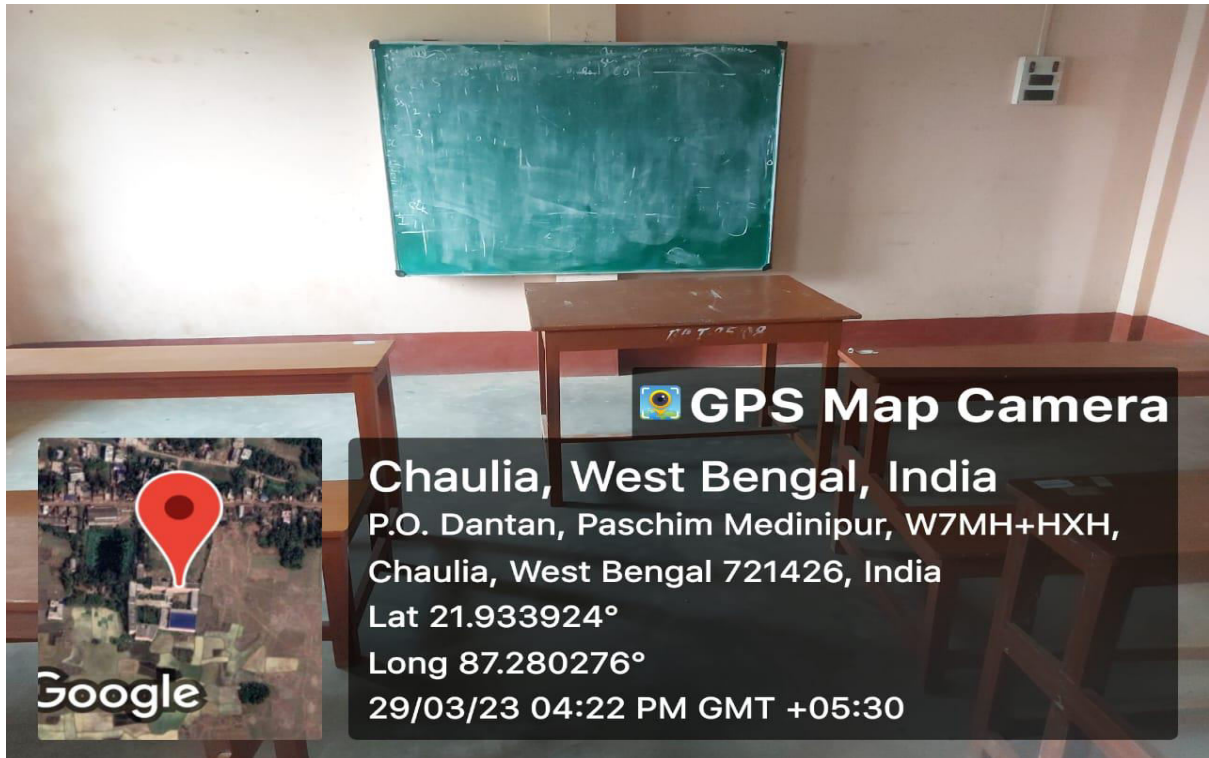 GPS Map Camera
Chaulia, West Bengal, India
P.O. Dantan, Paschim Medinipur, W7MH+HXH,
Chaulia, West Bengal 721426, India
Lat 21.933924°
Long 87.280276°
29/03/23 04:22 PM GMT +05:30
Google